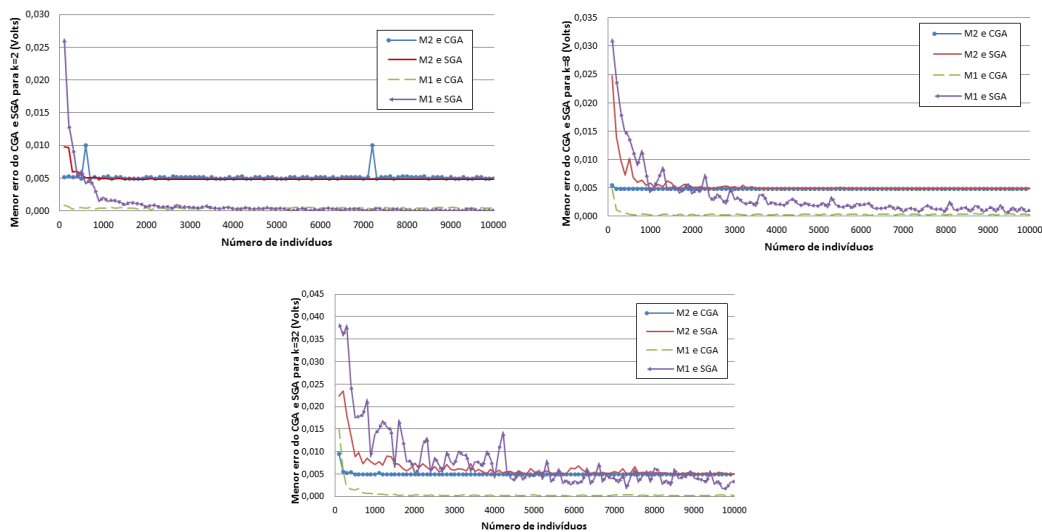 Menor erro do CGA e SGA para k=2 (Volts)
0,030
0,025
0,020
0,015
0,010
0,005
0,000
M2 e CGA
M2 e SGA
M1 e CGA
M1 e SGA
0 1000 2000 3000 4000 5000 6000 7000 8000 9000 10000
Número de indivíduos
Menor erro do CGA e SGA para k=8 (Volts)
0,035
0,030
0,025
0,020
0,015
0,010
0,005
0,000
M2 e CGA
M2 e SGA
M1 e CGA
M1 e SGA
0 1000 2000 3000 4000 5000 6000 7000 8000 9000 10000
Número de indivíduos
Menor erro do CGA e SGA para k=32 (Volts)
0,045
0,040
0,035
0,030
0,025
0,020
0,015
0,010
0,005
0,000
M2 e CGA
M2 e SGA
M1 e CGA
M1 e SGA
0 1000 2000 3000 4000 5000 6000 7000 8000 9000 10000
Número de indivíduos